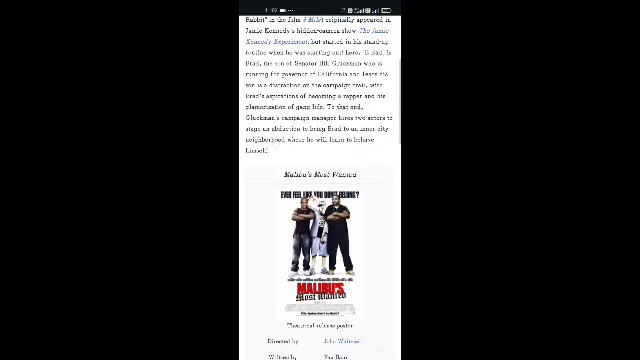 Rabbit" in the film 8 Mile) originally appeared in
Jamie Kennedy's hidden-camera show The Jamie
Kennedy Experiment, but started in his stand-up
routine when he was starting out here. "B-Rad" is
Brad, the son of Senator Bill Gluckman who is
running for governor of California and fears his
son is a distraction on the campaign trail, with
Brad's aspirations of becoming a rapper and his
glamorization of gang life. To that end,
Gluckman's campaign manager hires two actors to
stage an abduction to bring Brad to an inner city
neighborhood where he will learn to behave
himself.
Malibu's Most Wanted
EVER FEEL LIKE YOU DON'T BELONG?
MALIBU'S
Most Wanted
Theatrical release poster
Directed by John Whitesell
Written by Fax Bahr